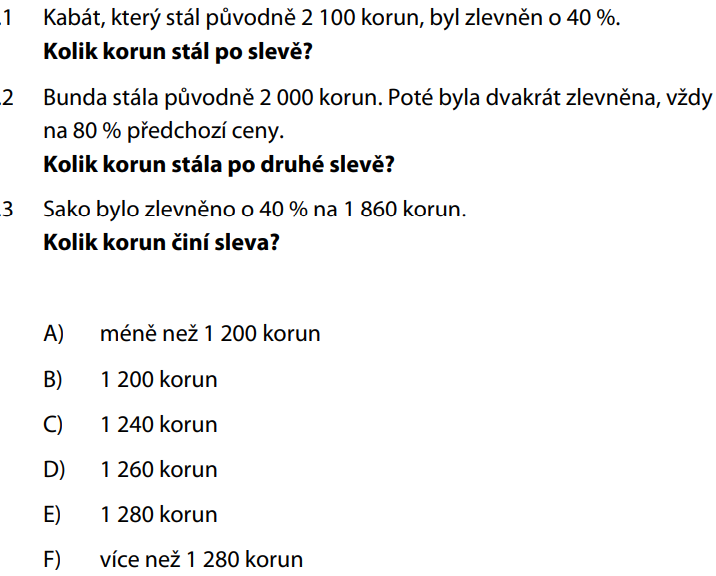 .1 Kabát, který stál původně 2 100 korun, byl zlevněn o 40 %.
Kolik korun stál po slevě?
.2 Bunda stála původně 2 000 korun. Poté byla dvakrát zlevněna, vždy
na 80 % předchozí ceny.
Kolik korun stála po druhé slevě?
.3 Sako bylo zlevněno o 40 % na 1 860 korun.
Kolik korun činí sleva?
A) méně než 1 200 korun
B) 1 200 korun
C) 1 240 korun
D) 1 260 korun
E) 1 280 korun
F) více než 1 280 korun